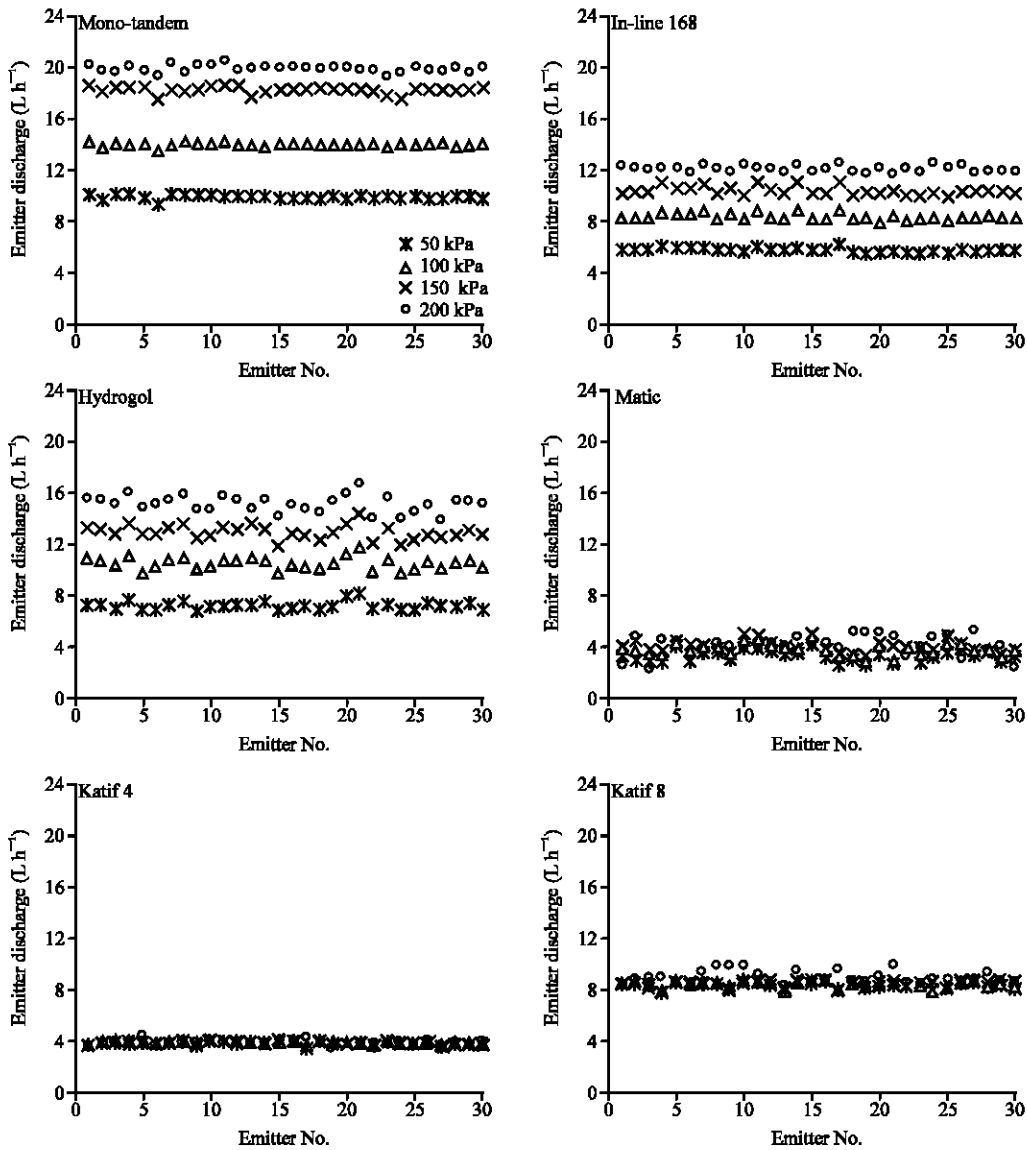 Mono-tandem
Emitter discharge (L h⁻¹)
24
20
16
12
8
4
0
50 kPa
100 kPa
150 kPa
200 kPa
0 5 10 15 20 25 30
Emitter No.
In-line 168
Emitter discharge (L h⁻¹)
24
20
16
12
8
4
0
0 5 10 15 20 25 30
Emitter No.
Hydrogol
Emitter discharge (L h⁻¹)
24
20
16
12
8
4
0
0 5 10 15 20 25 30
Emitter No.
Matic
Emitter discharge (L h⁻¹)
24
20
16
12
8
4
0
0 5 10 15 20 25 30
Emitter No.
Katif 4
Emitter discharge (L h⁻¹)
24
20
16
12
8
4
0
0 5 10 15 20 25 30
Emitter No.
Katif 8
Emitter discharge (L h⁻¹)
24
20
16
12
8
4
0
0 5 10 15 20 25 30
Emitter No.